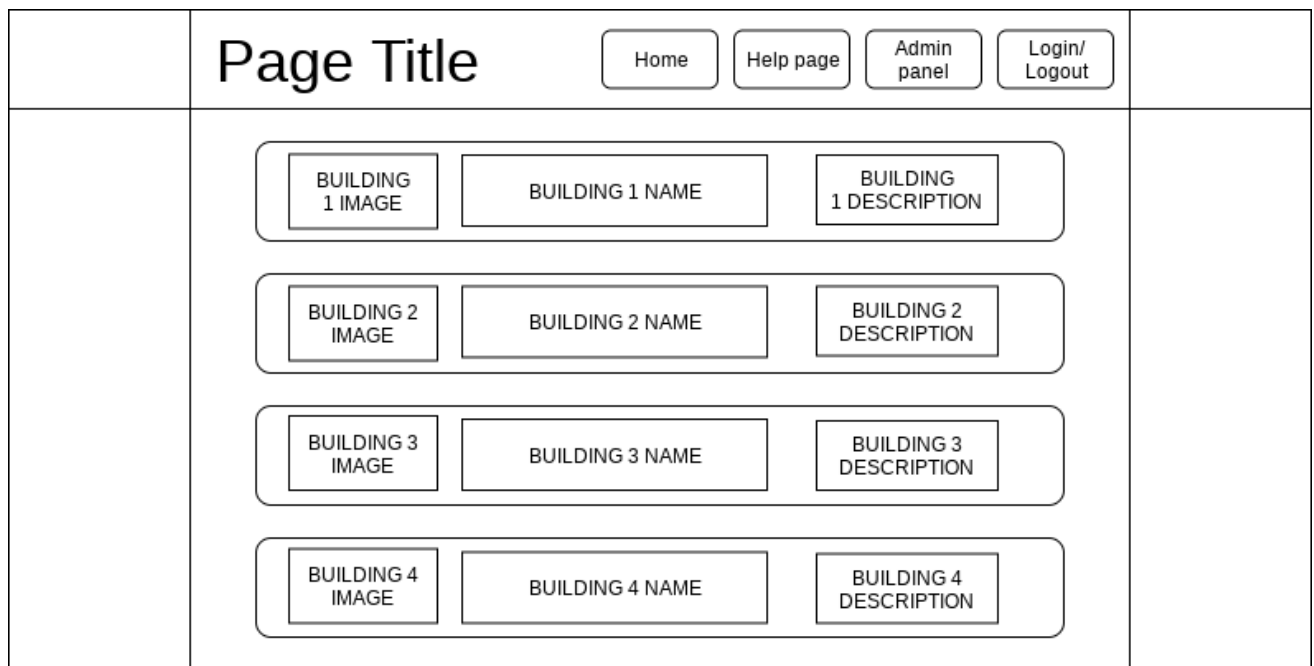 Page Title
Home
Help page
Admin
panel
Login/
Logout
BUILDING
1 IMAGE
BUILDING 1 NAME
BUILDING
1 DESCRIPTION
BUILDING 2
IMAGE
BUILDING 2 NAME
BUILDING 2
DESCRIPTION
BUILDING 3
IMAGE
BUILDING 3 NAME
BUILDING 3
DESCRIPTION
BUILDING 4
IMAGE
BUILDING 4 NAME
BUILDING 4
DESCRIPTION